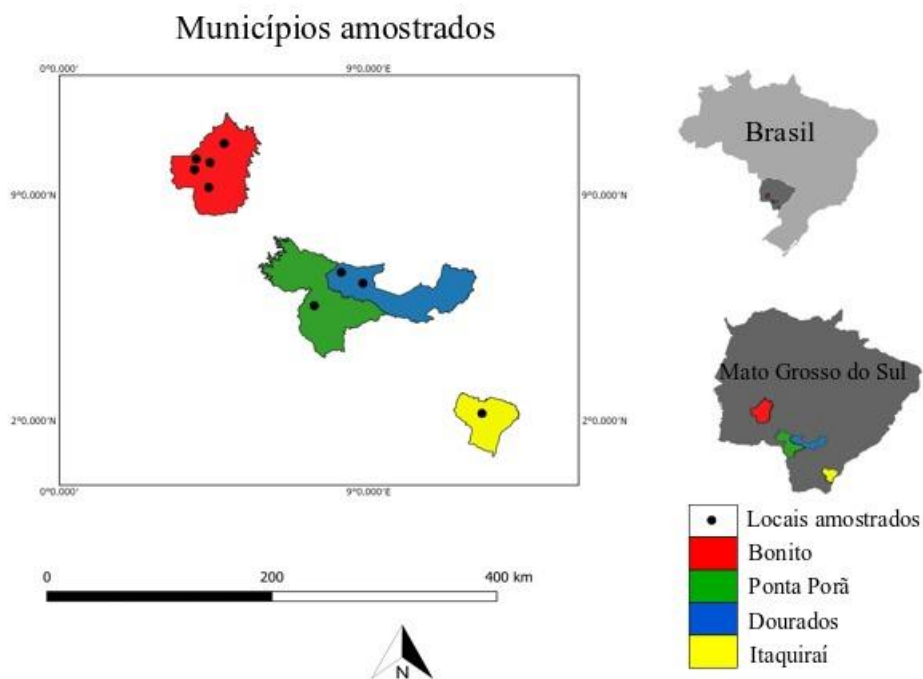 Municípios amostrados
0°0.000' 9°0.000'E
9°0.000'N 9°0.000'N
2°0.000'N 2°0.000'N
0°0.000' 9°0.000'E
0 200 400 km
N
Brasil
Mato Grosso do Sul
Locais amostrados
Bonito
Ponta Porã
Dourados
Itaquiraí